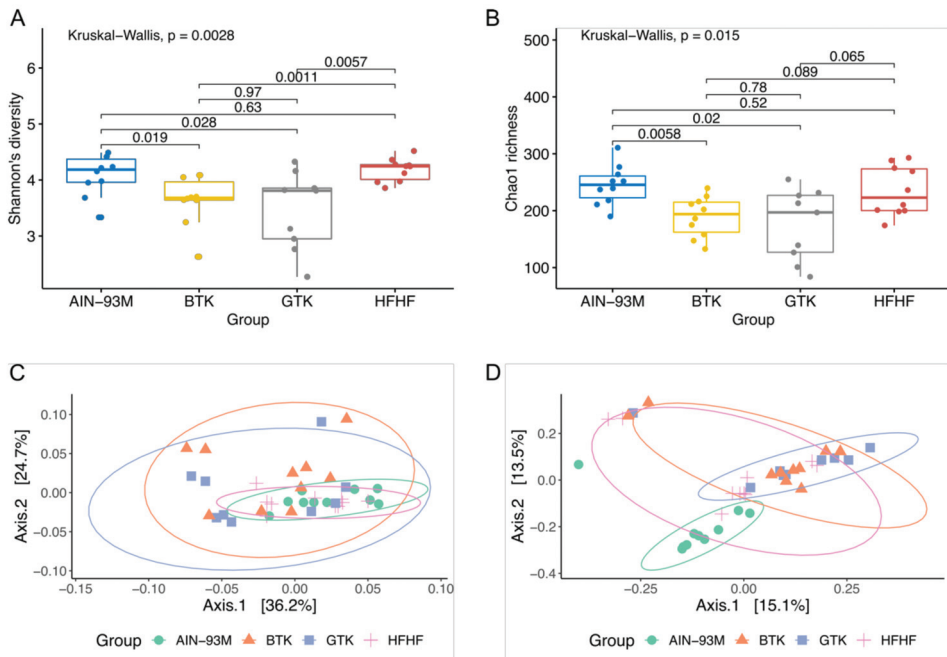 A
Kruskal-Wallis, p = 0.0028
0.0057
0.0011
0.97
0.63
0.028
0.019
6
5
4
3
Shannon's diversity
AIN-93M BTK GTK HFHF
Group
B
Kruskal-Wallis, p = 0.015
0.065
0.089
0.78
0.52
0.02
0.0058
500
400
300
200
100
Chao1 richness
AIN-93M BTK GTK HFHF
Group
C
0.10
0.05
0.00
-0.05
-0.10
Axis.2 [24.7%]
-0.15 -0.10 -0.05 0.00 0.05 0.10
Axis.1 [36.2%]
Group AIN-93M BTK GTK HFHF
D
0.2
0.0
-0.2
-0.4
Axis.2 [13.5%]
-0.25 0.00 0.25
Axis.1 [15.1%]
Group AIN-93M BTK GTK HFHF